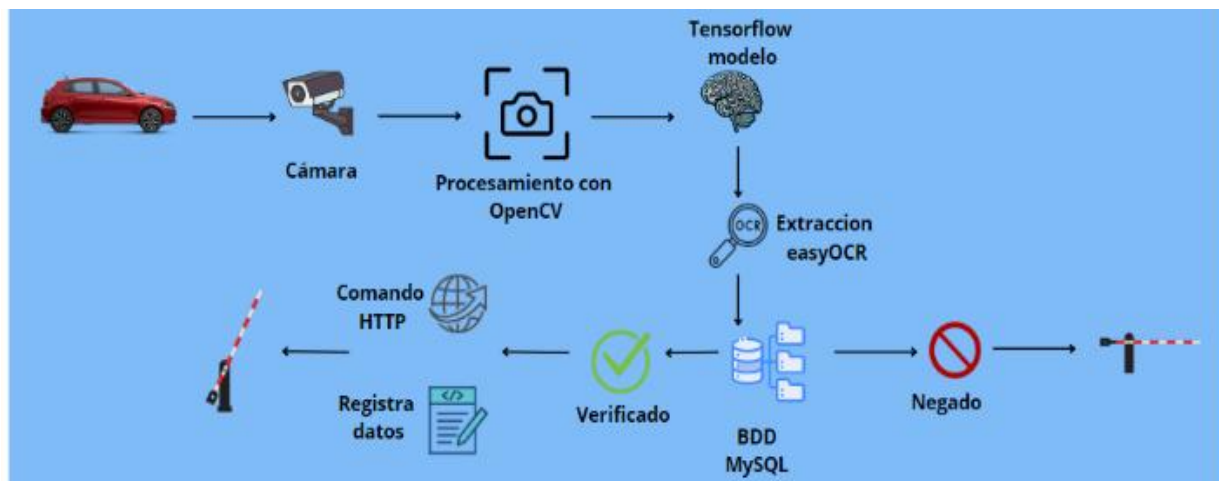 Tensorflow
modelo
Cámara
Procesamiento con
OpenCV
OCR
Extraccion
easyOCR
Comando
HTTP
Registra
datos
</>
Verificado
BDD
MySQL
Negado